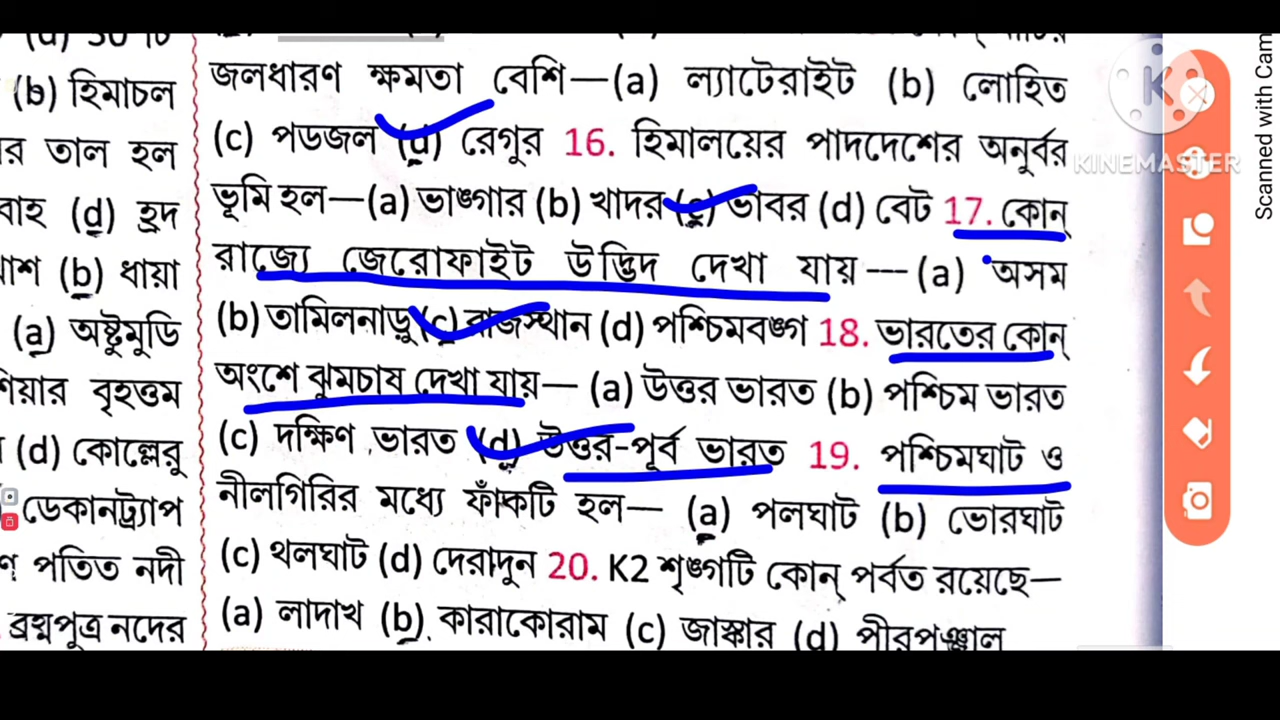 (b) হিমাচল
র তাল হল
বাহ (d) হ্রদ
(b) ধায়া
(a) অষ্টুমুডি
শিয়ার বৃহত্তম
(d) কোল্লেরু
ডেকানট্র্যাপ
পতিত নদী
ব্রহ্মপুত্র নদের
জলধারণ ক্ষমতা বেশি—(a) ল্যাটেরাইট (b) লোহিত
(c) পডজল (d) রেগুর 16. হিমালয়ের পাদদেশের অনুর্বর
ভূমি হল—(a) ভাঙ্গার (b) খাদর (c) ভাবর (d) বেট 17. কোন্
রাজ্যে জেরোফাইট উদ্ভিদ দেখা যায় ---(a) অসম
(b) তামিলনাড়ু (c) রাজস্থান (d) পশ্চিমবঙ্গ 18. ভারতের কোন্
অংশে ঝুমচাষ দেখা যায়— (a) উত্তর ভারত (b) পশ্চিম ভারত
(c) দক্ষিণ ভারত (d) উত্তর-পূর্ব ভারত 19. পশ্চিমঘাট ও
নীলগিরির মধ্যে ফাঁকটি হল— (a) পলঘাট (b) ভোরঘাট
(c) থলঘাট (d) দেরাদুন 20. K2 শৃঙ্গটি কোন্ পর্বত রয়েছে—
(a) লাদাখ (b) কারাকোরাম (c) জাস্কার (d) পীরপঞ্জাল
KINEMASTER
Scanned with Cam